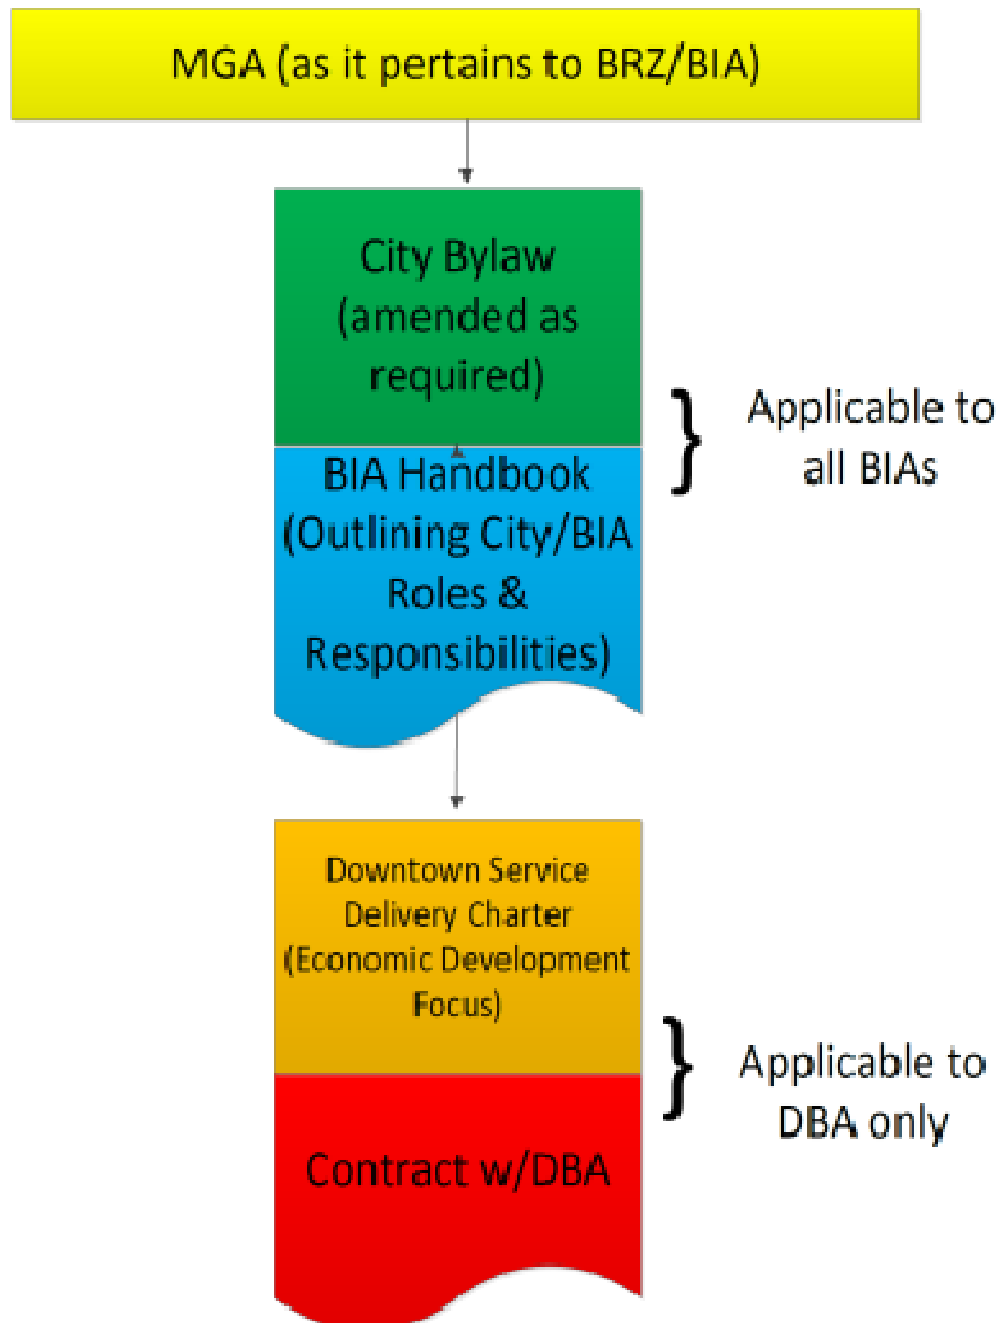 MGA (as it pertains to BRZ/BIA)
City Bylaw
(amended as
required)
Applicable to
all BIAs
BIA Handbook
(Outlining City/BIA
Roles &
Responsibilities)
Downtown Service
Delivery Charter
(Economic Development
Focus)
Applicable to
DBA only
Contract w/DBA